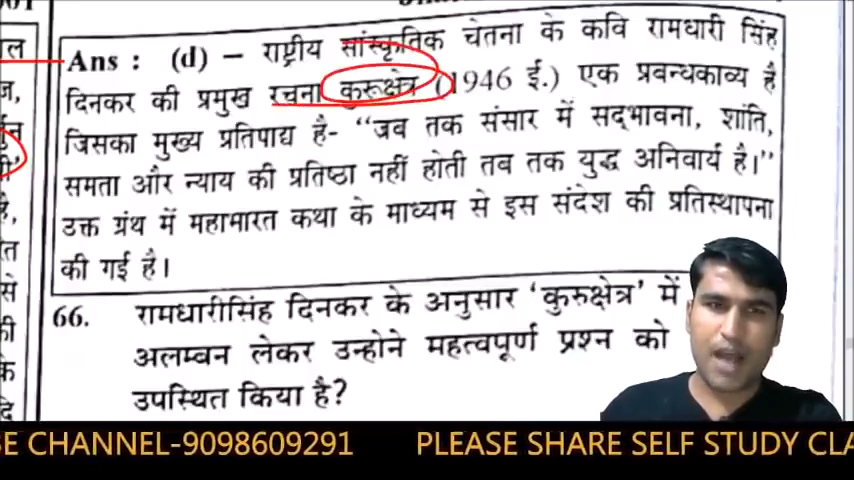 001
Ans : (d) – राष्ट्रीय सांस्कृतिक चेतना के कवि रामधारी सिंह
दिनकर की प्रमुख रचना कुरूक्षेत्र (1946 ई.) एक प्रबन्धकाव्य है
जिसका मुख्य प्रतिपाद्य है- “जब तक संसार में सद्भावना, शांति,
समता और न्याय की प्रतिष्ठा नहीं होती तब तक युद्ध अनिवार्य है।”
उक्त ग्रंथ में महाभारत कथा के माध्यम से इस संदेश की प्रतिस्थापना
की गई है।
66. रामधारीसिंह दिनकर के अनुसार ‘कुरुक्षेत्र’ में
अलम्बन लेकर उन्होने महत्वपूर्ण प्रश्न को
उपस्थित किया है?
BE CHANNEL-9098609291 PLEASE SHARE SELF STUDY CLA